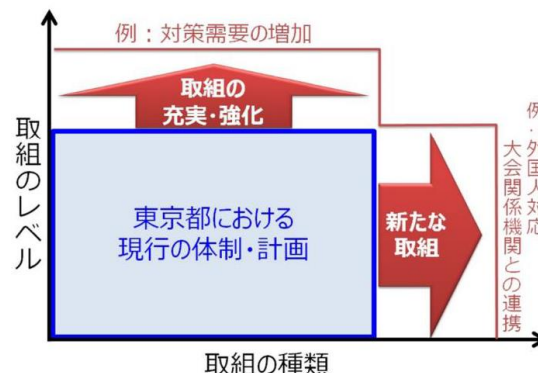 例：対策需要の増加
取組の
充実・強化
取組のレベル
東京都における
現行の体制・計画
新たな
取組
例：外国人対応
大会関係機関との連携
取組の種類